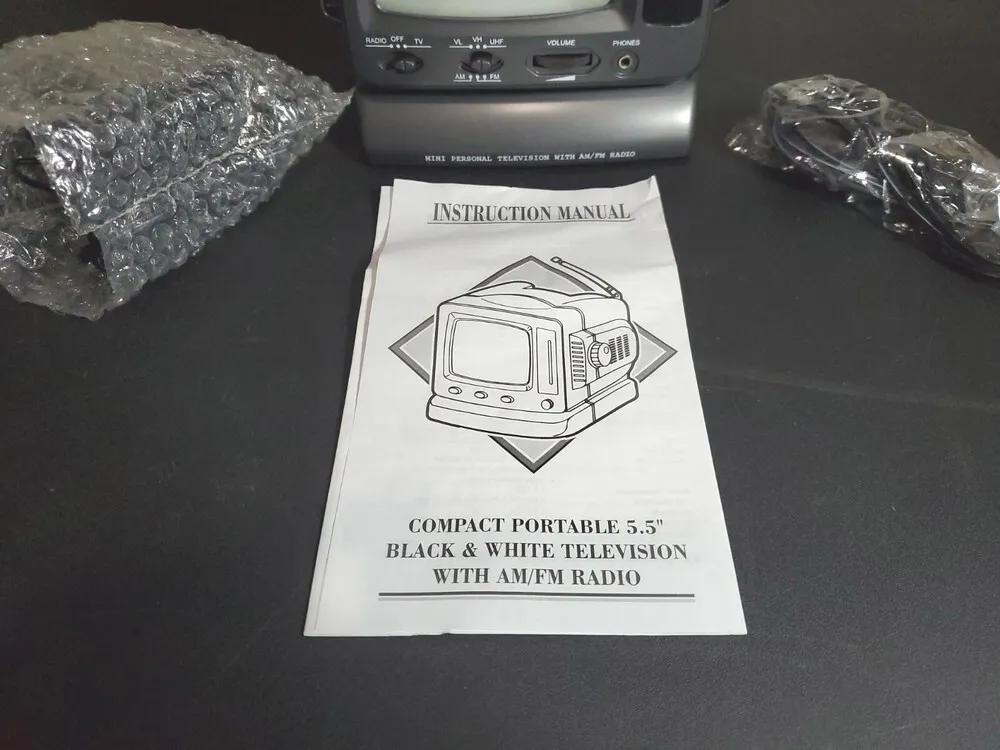 RADIO OFF TV
VL VH UHF
AM FM
VOLUME
PHONES
MINI PERSONAL TELEVISION WITH AM/FM RADIO
INSTRUCTION MANUAL
COMPACT PORTABLE 5.5"
BLACK & WHITE TELEVISION
WITH AM/FM RADIO